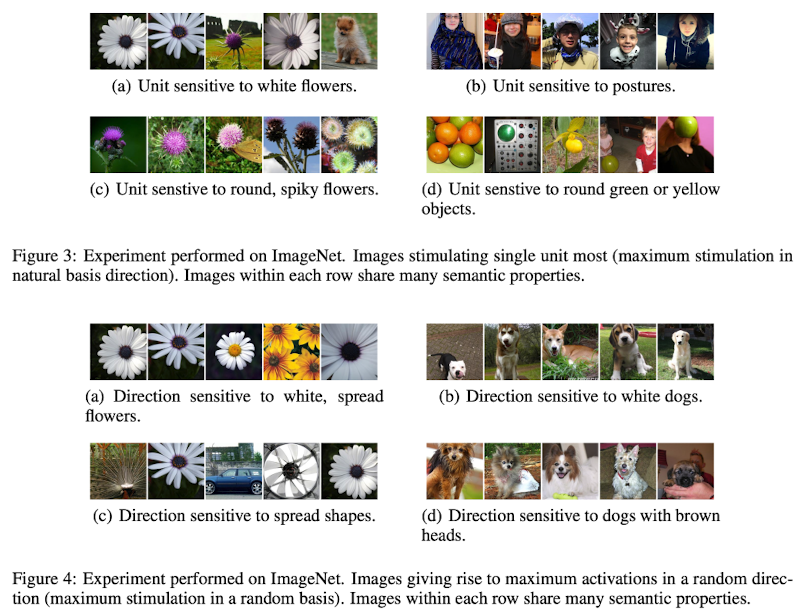 (a) Unit sensitive to white flowers.
(b) Unit sensitive to postures.
(c) Unit senstive to round, spiky flowers.
(d) Unit senstive to round green or yellow
objects.
Figure 3: Experiment performed on ImageNet. Images stimulating single unit most (maximum stimulation in
natural basis direction). Images within each row share many semantic properties.
(a) Direction sensitive to white, spread
flowers.
(b) Direction sensitive to white dogs.
(c) Direction sensitive to spread shapes.
(d) Direction sensitive to dogs with brown
heads.
Figure 4: Experiment performed on ImageNet. Images giving rise to maximum activations in a random direc-
tion (maximum stimulation in a random basis). Images within each row share many semantic properties.